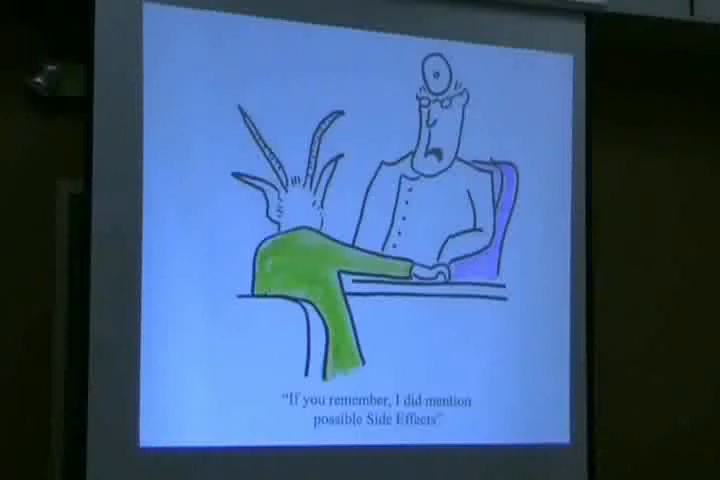 "If you remember, I did mention
possible Side Effects"